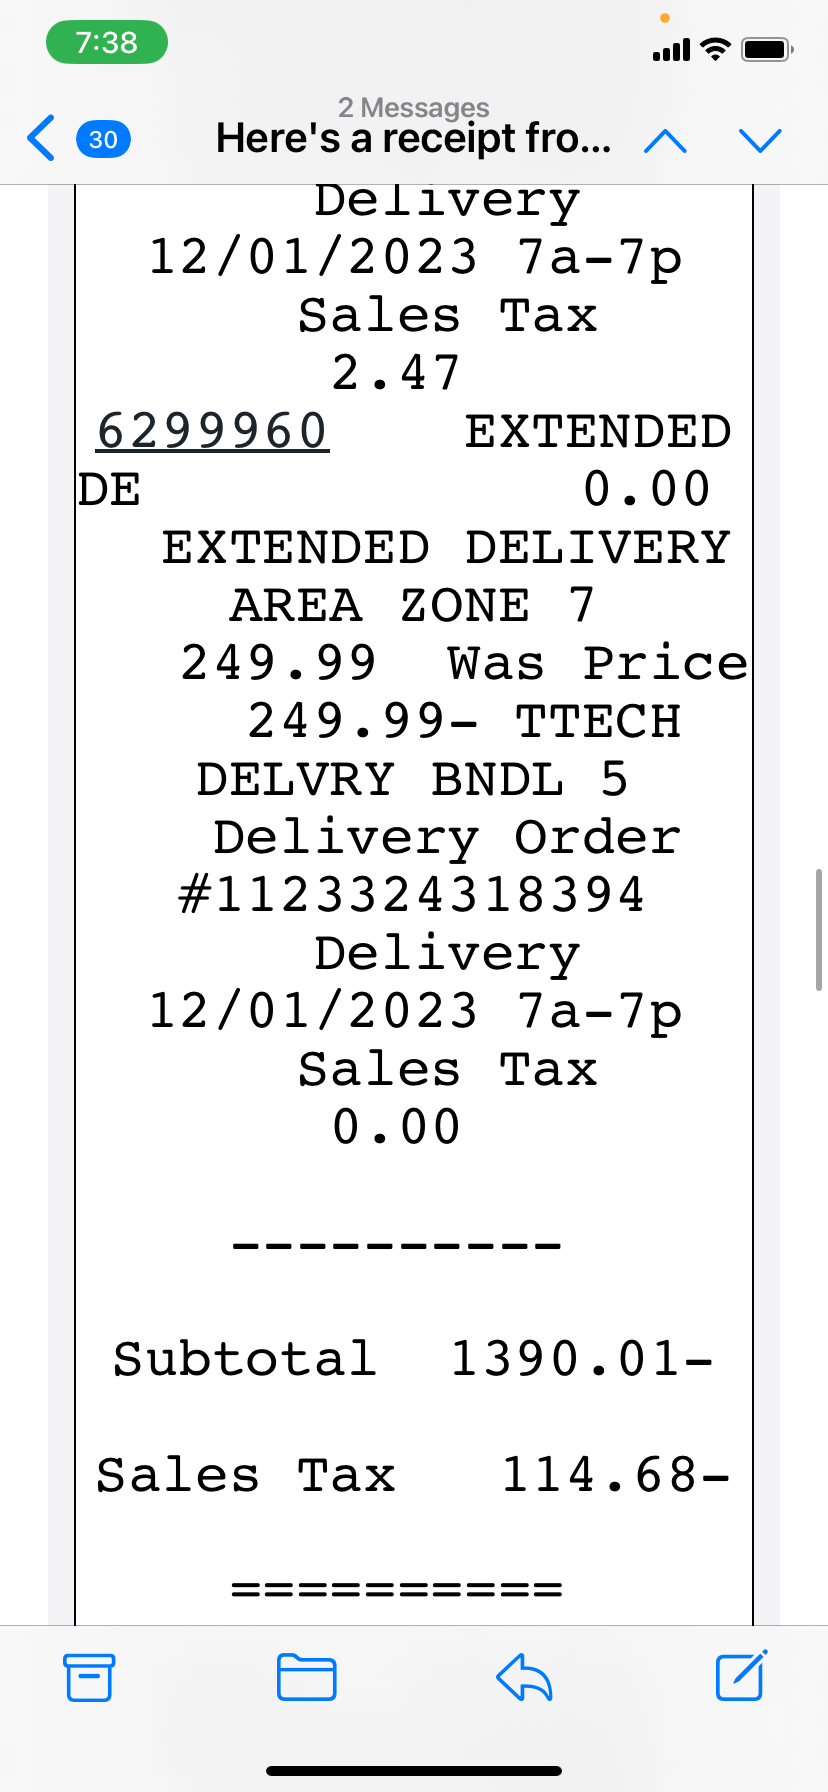 7:38
2 Messages
30
Here's a receipt fro...
Delivery
12/01/2023 7a-7p
Sales Tax
2.47
6299960 EXTENDED
DE 0.00
EXTENDED DELIVERY
AREA ZONE 7
249.99 Was Price
249.99- TTECH
DELVRY BNDL 5
Delivery Order
#1123324318394
Delivery
12/01/2023 7a-7p
Sales Tax
0.00
----------
Subtotal 1390.01-
Sales Tax 114.68-
==========